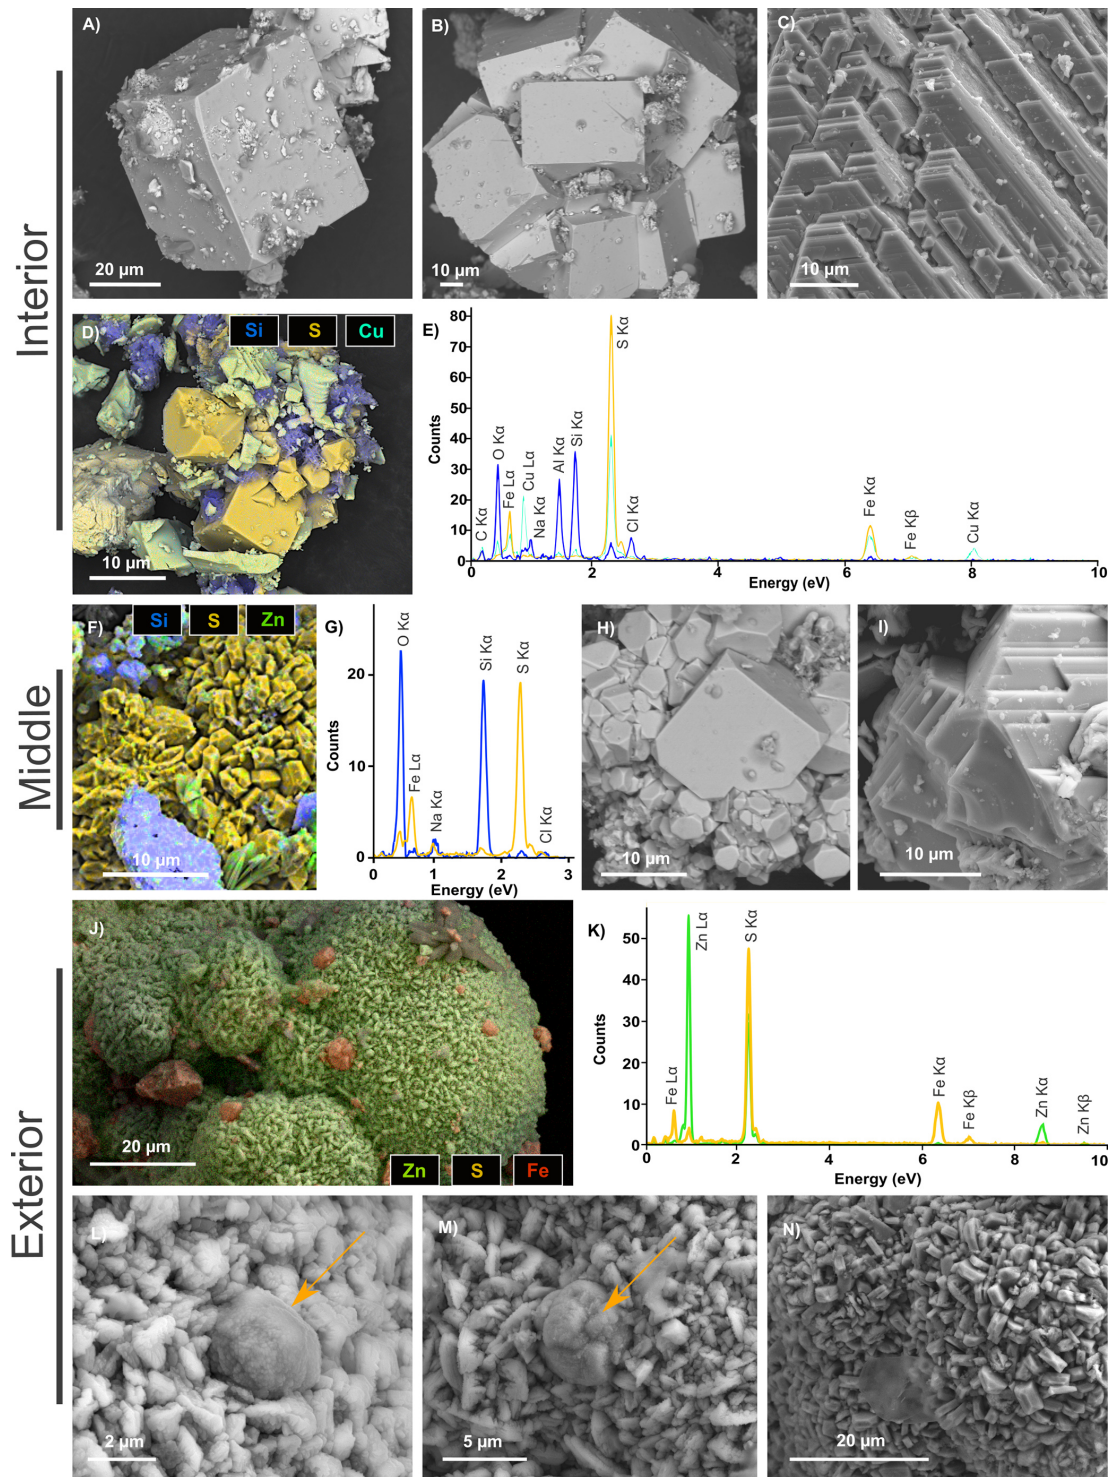 Interior
A)
20 µm
B)
10 µm
C)
10 µm
D)
Si S Cu
10 µm
E)
Counts
80
70
60
50
40
30
20
10
0
C Kα
O Kα
Fe Lα
Cu Lα
Na Kα
Al Kα
Si Kα
S Kα
Cl Kα
Fe Kα
Fe Kβ
Cu Kα
0 2 4 6 8 10
Energy (eV)
Middle
F)
Si S Zn
10 µm
G)
Counts
20
10
0
O Kα
Fe Lα
Na Kα
Si Kα
S Kα
Cl Kα
0 1 2 3
Energy (eV)
H)
10 µm
I)
10 µm
Exterior
J)
20 µm
Zn S Fe
K)
Counts
50
40
30
20
10
0
Fe Lα
Zn Lα
S Kα
Fe Kα
Fe Kβ
Zn Kα
Zn Kβ
0 2 4 6 8 10
Energy (eV)
L)
2 µm
M)
5 µm
N)
20 µm